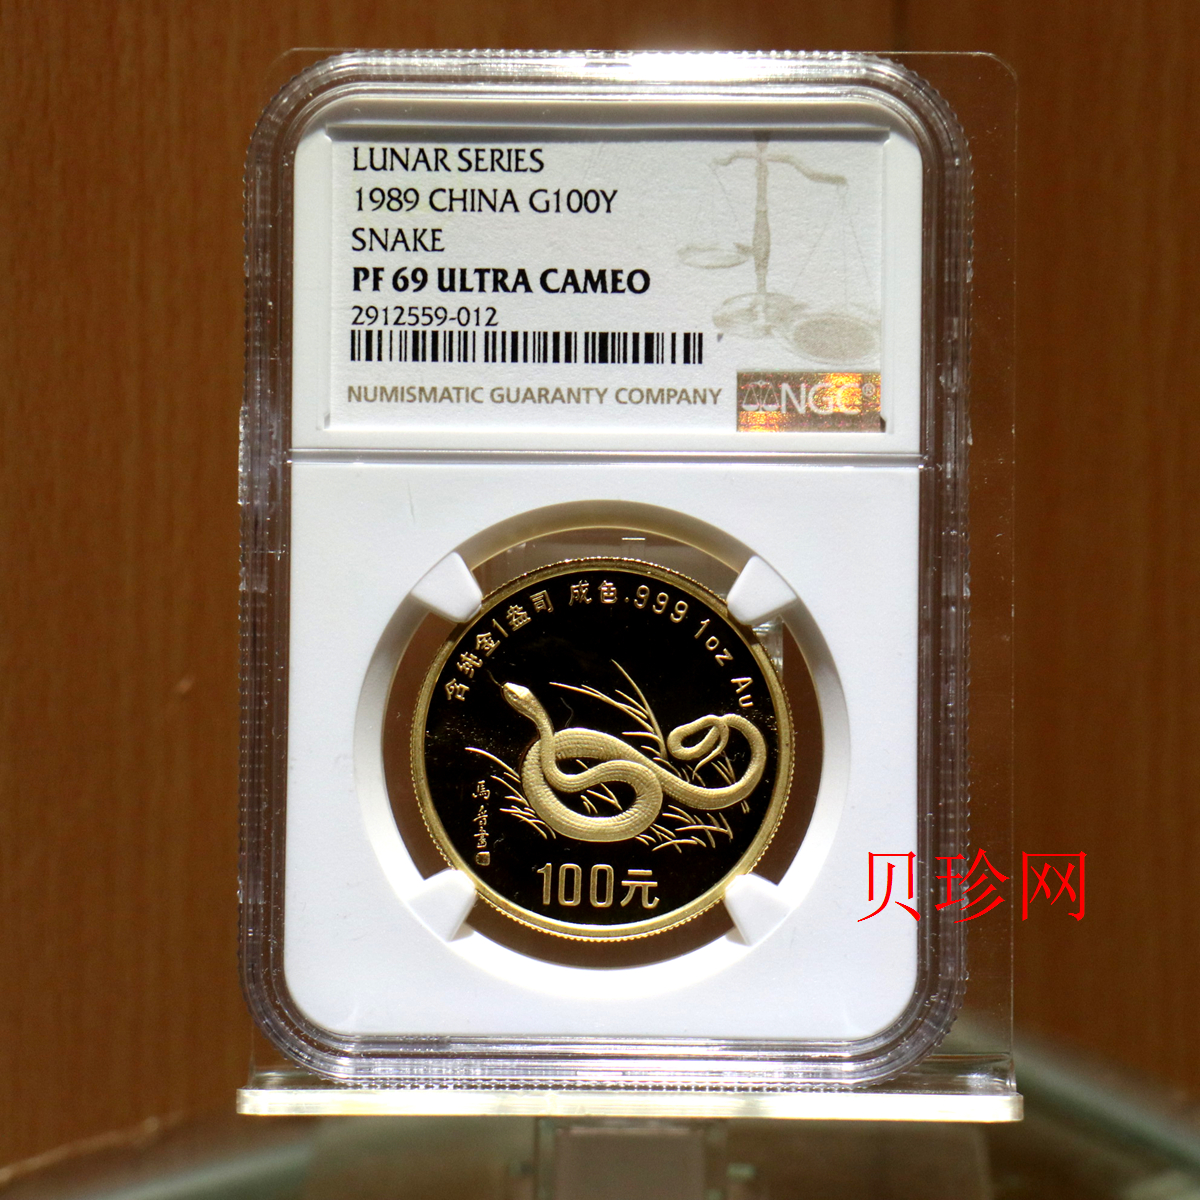 LUNAR SERIES
1989 CHINA G100Y
SNAKE
PF 69 ULTRA CAMEO
2912559-012
NUMISMATIC GUARANTY COMPANY
NGC®
含纯金1盎司 成色.999 1oz Au
100元
贝珍网